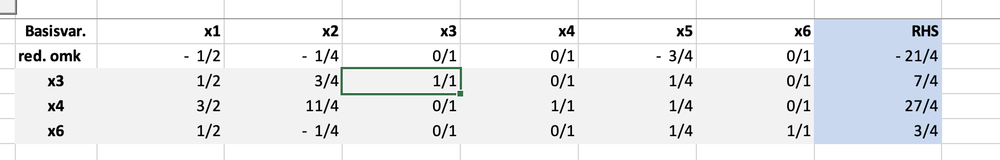 Basisvar. x1 x2 x3 x4 x5 x6 RHS
red. omk - 1/2 - 1/4 0/1 0/1 - 3/4 0/1 - 21/4
x3 1/2 3/4 1/1 0/1 1/4 0/1 7/4
x4 3/2 11/4 0/1 1/1 1/4 0/1 27/4
x6 1/2 - 1/4 0/1 0/1 1/4 1/1 3/4